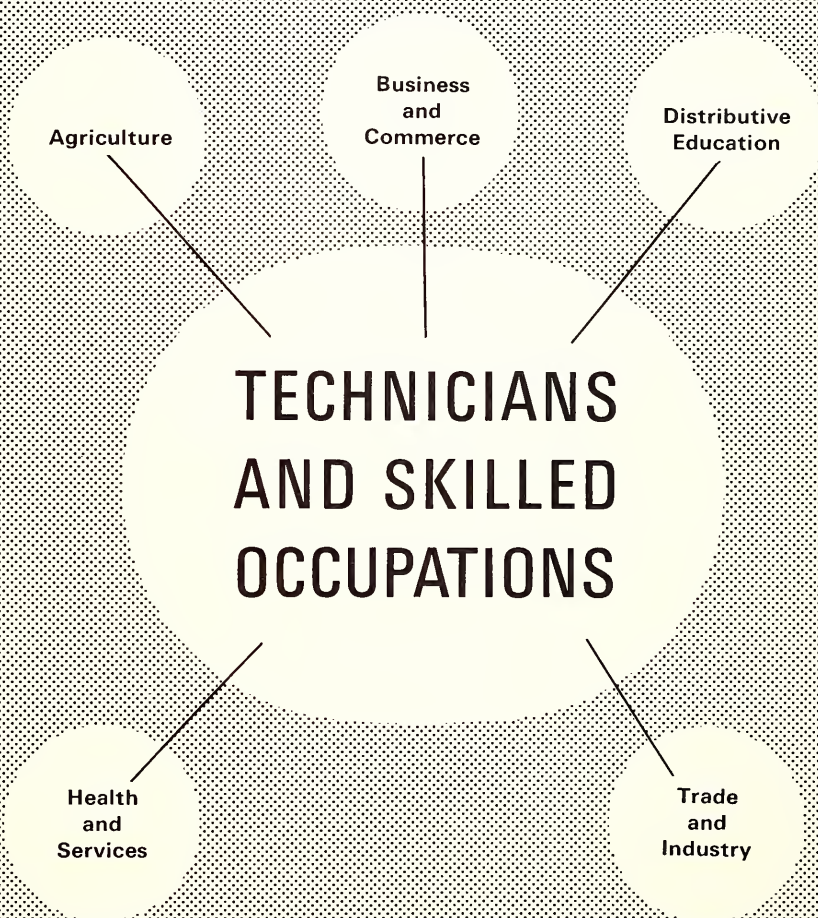 Agriculture
Business
and
Commerce
Distributive
Education
TECHNICIANS
AND SKILLED
OCCUPATIONS
Health
and
Services
Trade
and
Industry